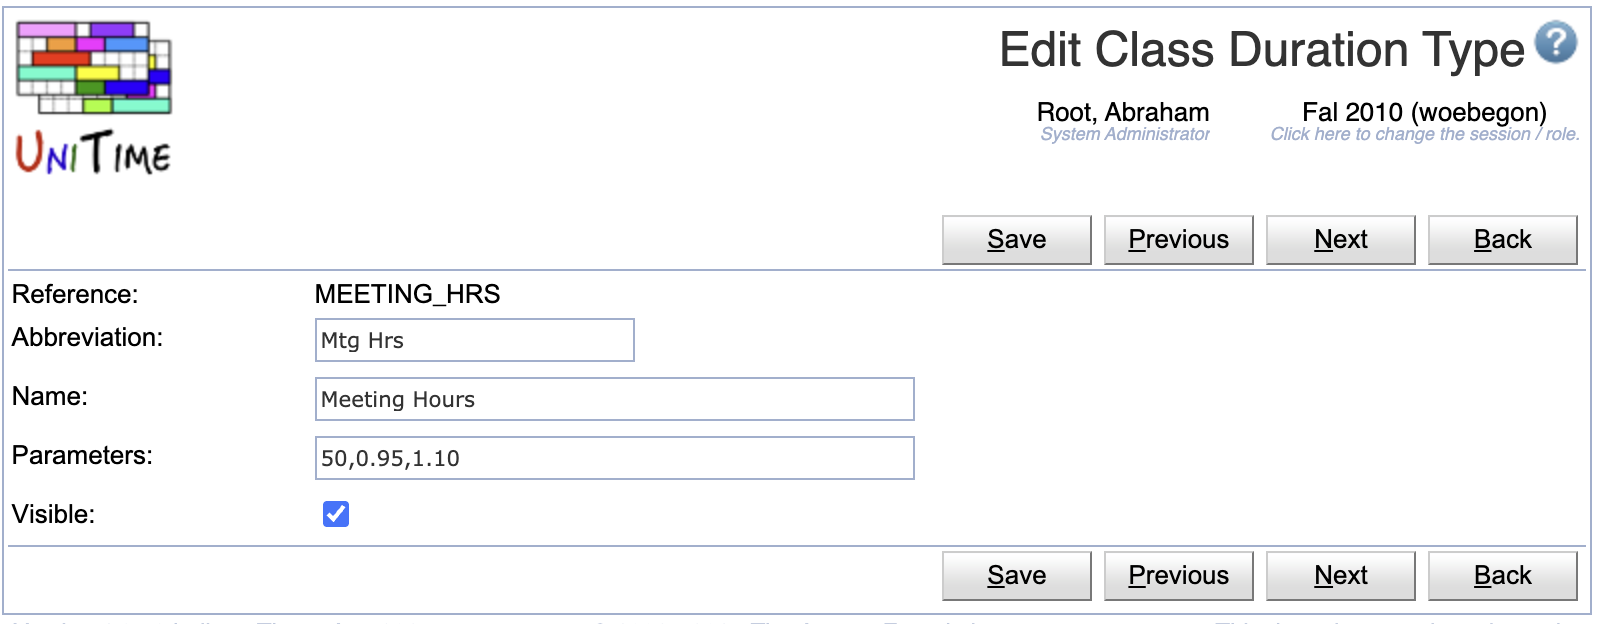 UNITIME
Edit Class Duration Type ?
Root, Abraham
System Administrator
Fal 2010 (woebegon)
Click here to change the session / role.
Save Previous Next Back
Reference: MEETING_HRS
Abbreviation: Mtg Hrs
Name: Meeting Hours
Parameters: 50,0.95,1.10
Visible:
Save Previous Next Back